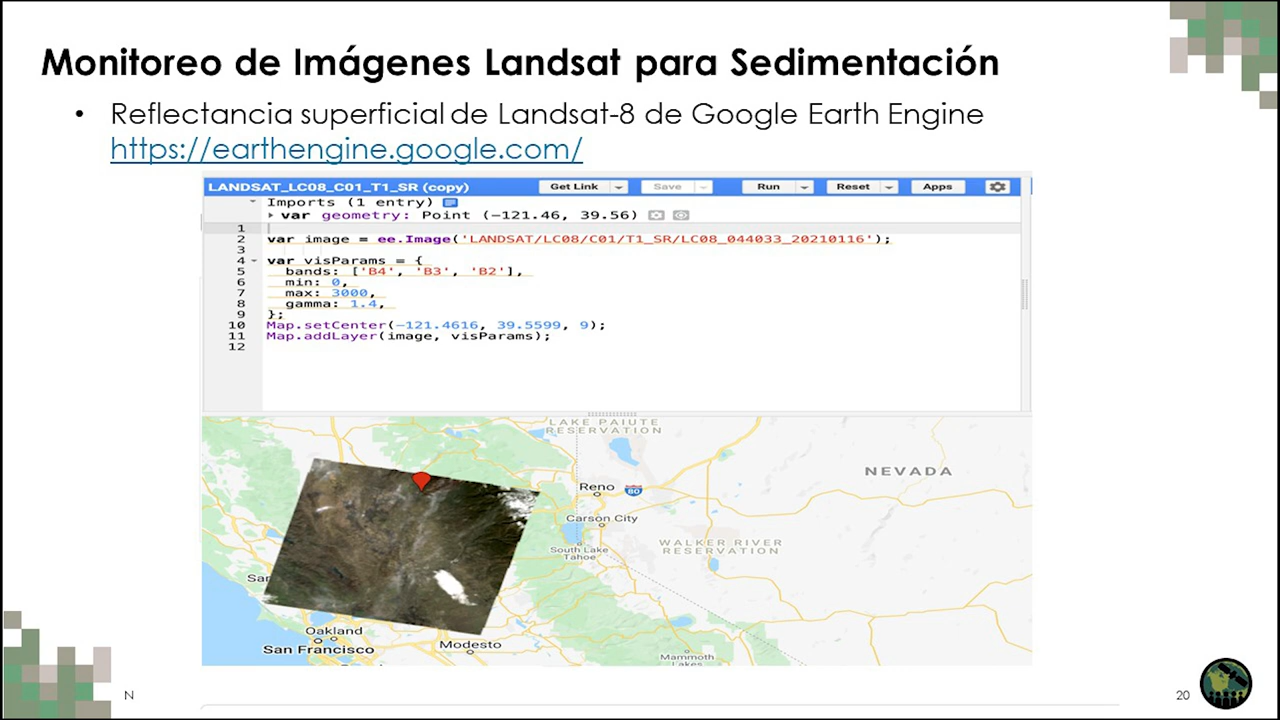 Monitoreo de Imágenes Landsat para Sedimentación
• Reflectancia superficial de Landsat-8 de Google Earth Engine
https://earthengine.google.com/
LANDSAT_LC08_C01_T1_SR (copy) Get Link Save Run Reset Apps
Imports (1 entry)
var geometry: Point (-121.46, 39.56)
1
2 var image = ee.Image('LANDSAT/LC08/C01/T1_SR/LC08_044033_20210116');
3
4 var visParams = {
5 bands: ['B4', 'B3', 'B2'],
6 min: 0,
7 max: 3000,
8 gamma: 1.4,
9 };
10 Map.setCenter(-121.4616, 39.5599, 9);
11 Map.addLayer(image, visParams);
12
LAKE PAIUTE
RESERVATION
NEVADA
Reno
80
Carson City
WALKER RIVER
RESERVATION
South Lake
Tahoe
Sa
Oakland
San Francisco
Modesto
Mammoth
Lakes
N
20